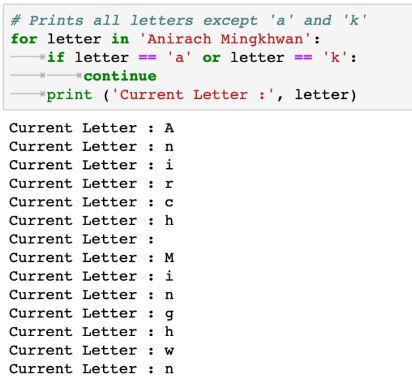 # Prints all letters except 'a' and 'k'
for letter in 'Anirach Mingkhwan':
    if letter == 'a' or letter == 'k':
        continue
    print ('Current Letter :', letter)
Current Letter : A
Current Letter : n
Current Letter : i
Current Letter : r
Current Letter : c
Current Letter : h
Current Letter :
Current Letter : M
Current Letter : i
Current Letter : n
Current Letter : g
Current Letter : h
Current Letter : w
Current Letter : n